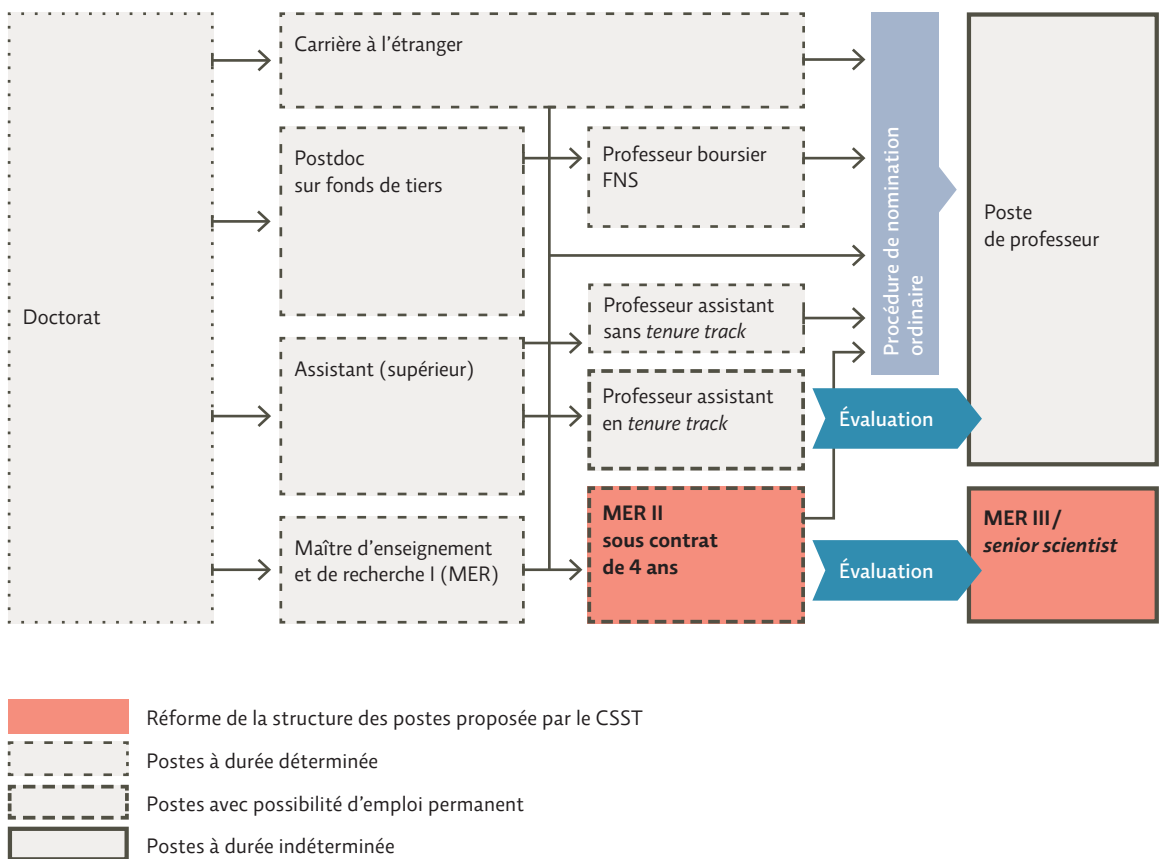 Carrière à l’étranger
Postdoc
sur fonds de tiers
Professeur boursier
FNS
Procédure de nomination
ordinaire
Poste
de professeur
Doctorat
Professeur assistant
sans tenure track
Assistant (supérieur)
Professeur assistant
en tenure track
Évaluation
Maître d’enseignement
et de recherche I (MER)
MER II
sous contrat
de 4 ans
Évaluation
MER III/
senior scientist
Réforme de la structure des postes proposée par le CSST
Postes à durée déterminée
Postes avec possibilité d’emploi permanent
Postes à durée indéterminée